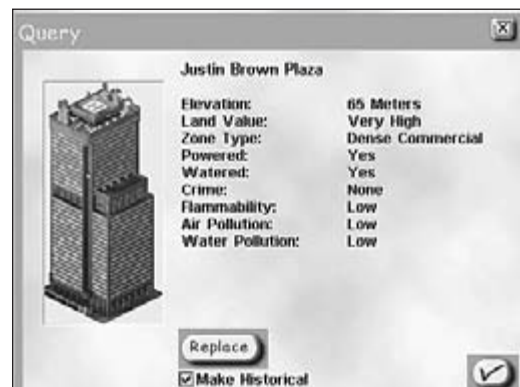 Query
Justin Brown Plaza
Elevation: 65 Meters
Land Value: Very High
Zone Type: Dense Commercial
Powered: Yes
Watered: Yes
Crime: None
Flammability: Low
Air Pollution: Low
Water Pollution: Low
Replace
Make Historical